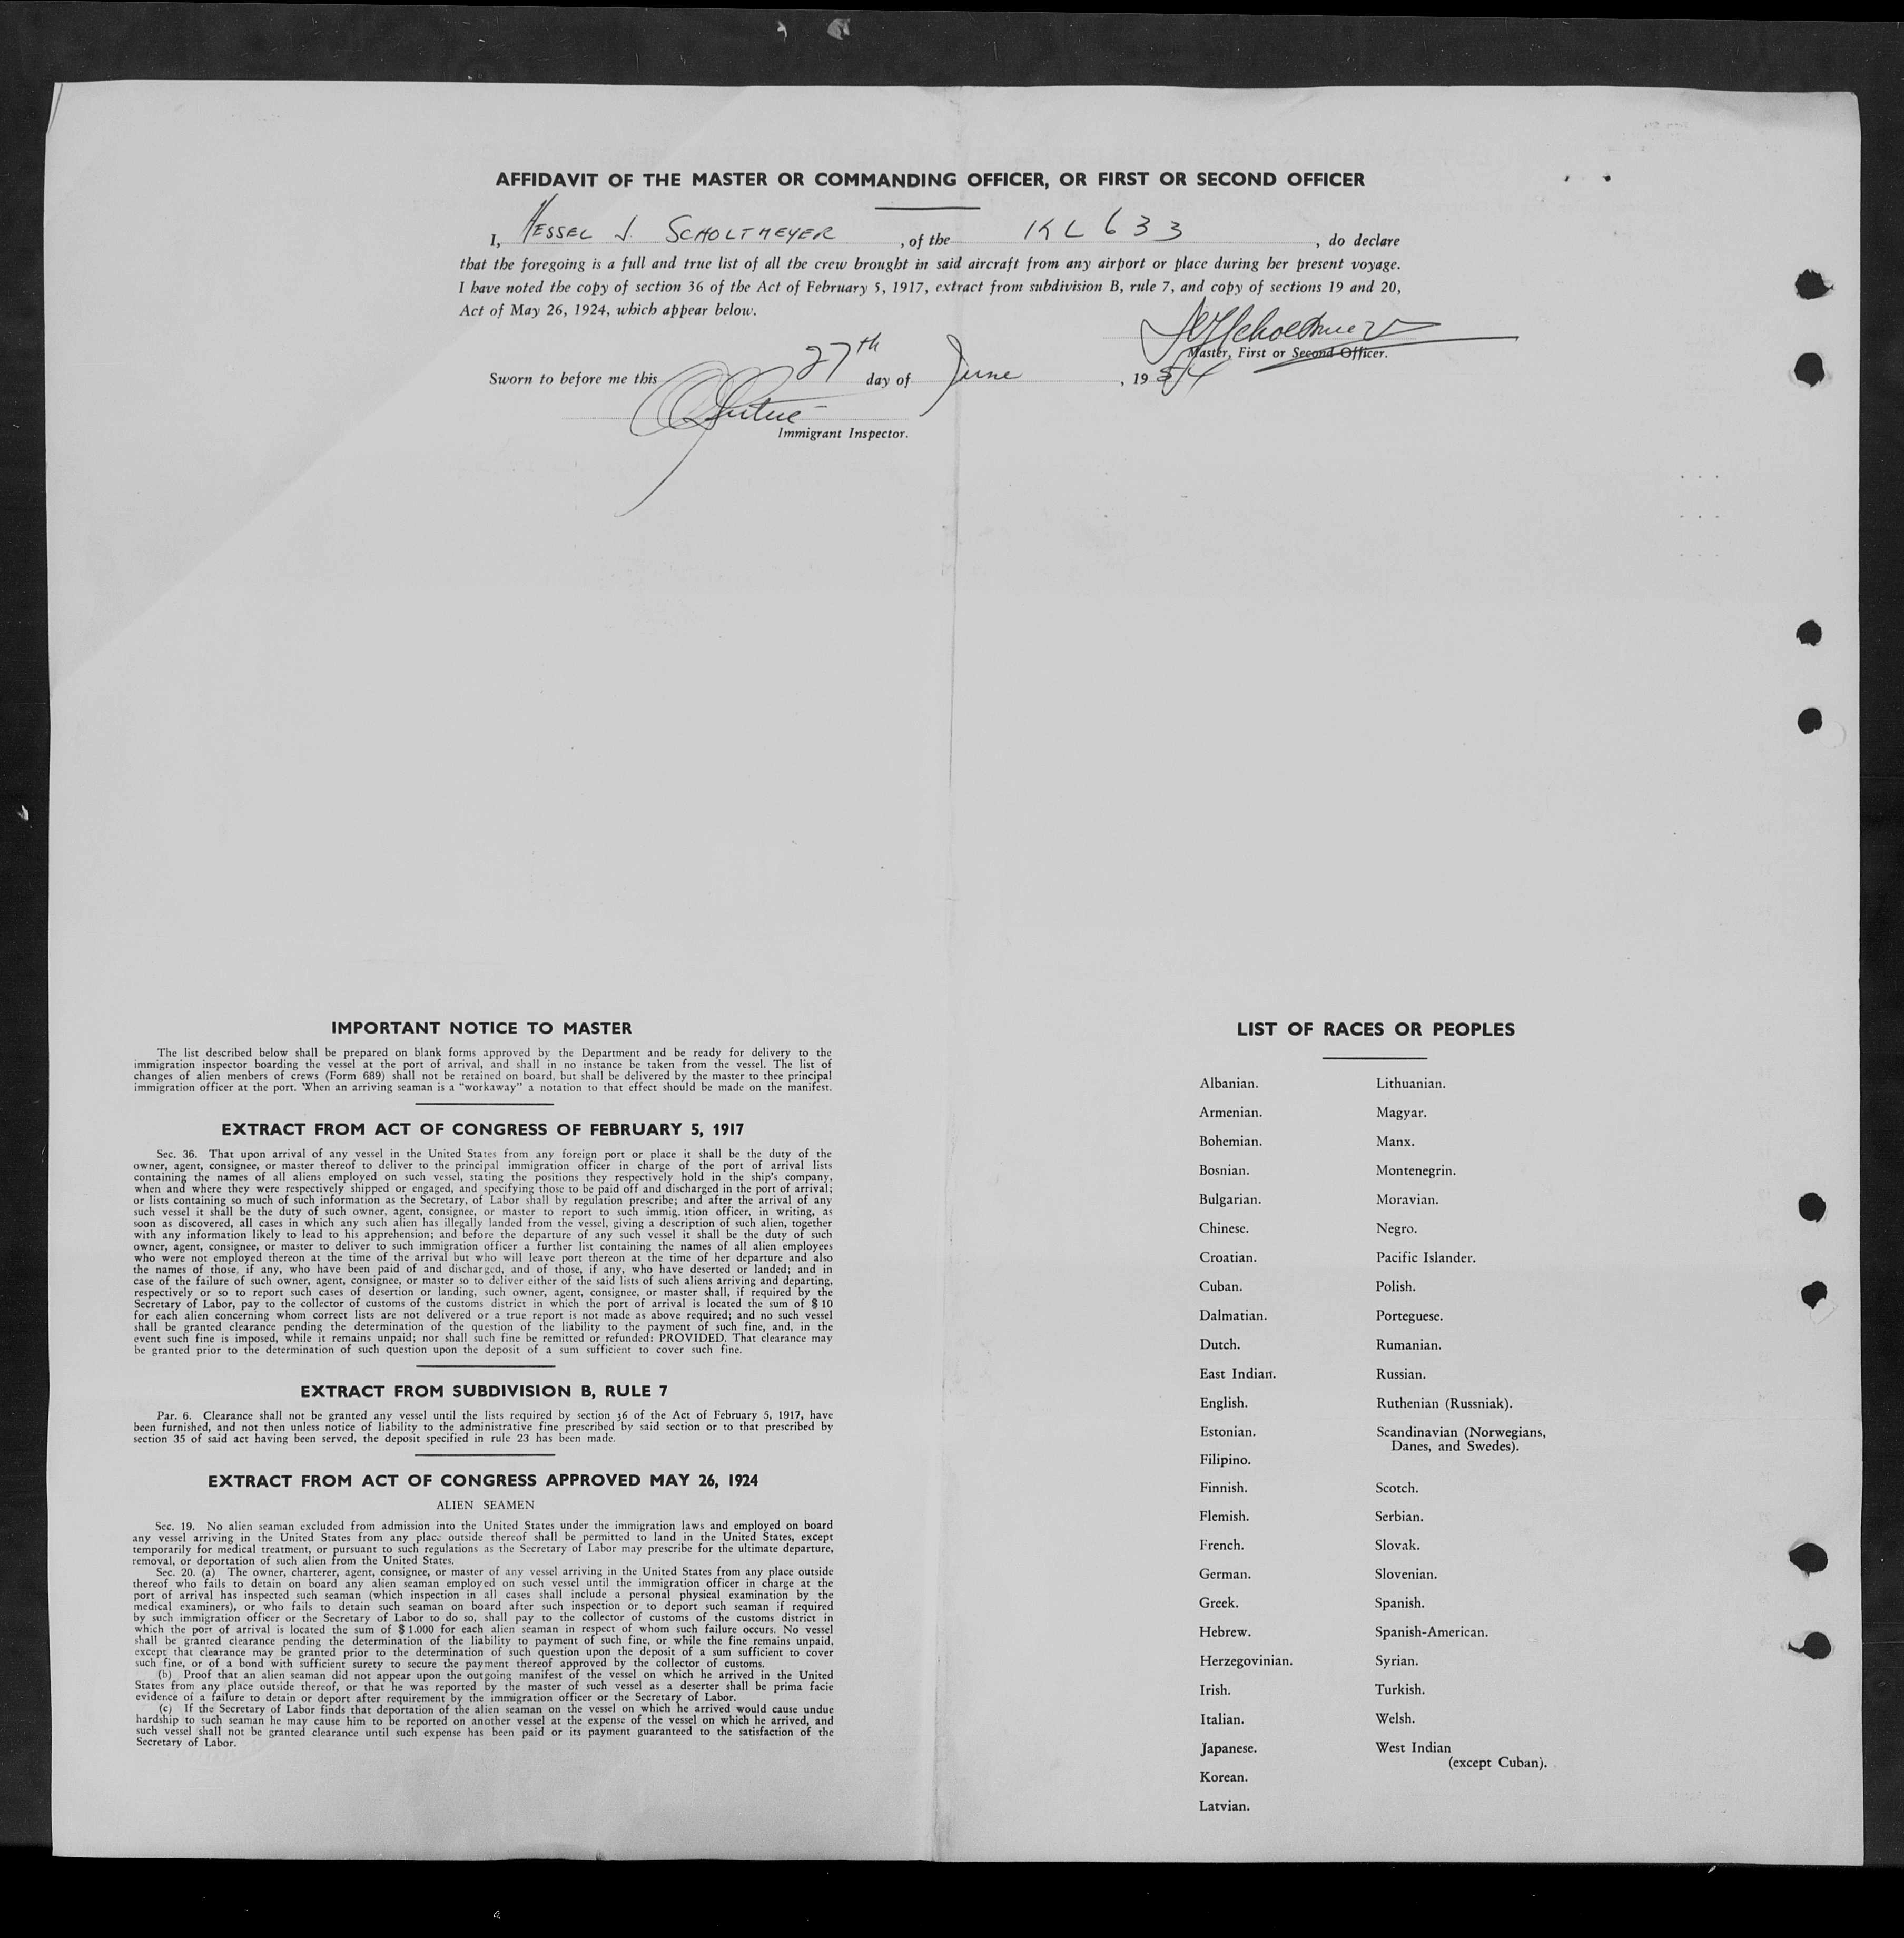 AFFIDAVIT OF THE MASTER OR COMMANDING OFFICER, OR FIRST OR SECOND OFFICER
I, HESSEL J. SCHOLTMEYER, of the KL 633, do declare
that the foregoing is a full and true list of all the crew brought in said aircraft from any airport or place during her present voyage.
I have noted the copy of section 36 of the Act of February 5, 1917, extract from subdivision B, rule 7, and copy of sections 19 and 20,
Act of May 26, 1924, which appear below.
Master, First or Second Officer.
Sworn to before me this 27th day of June, 1954
Immigrant Inspector.
IMPORTANT NOTICE TO MASTER
The list described below shall be prepared on blank forms approved by the Department and be ready for delivery to the
immigration inspector boarding the vessel at the port of arrival, and shall in no instance be taken from the vessel. The list of
changes of alien menbers of crews (Form 689) shall not be retained on board, but shall be delivered by the master to thee principal
immigration officer at the port. When an arriving seaman is a "workaway" a notation to that effect should be made on the manifest.
EXTRACT FROM ACT OF CONGRESS OF FEBRUARY 5, 1917
Sec. 36. That upon arrival of any vessel in the United States from any foreign port or place it shall be the duty of the
owner, agent, consignee, or master thereof to deliver to the principal immigration officer in charge of the port of arrival lists
containing the names of all aliens employed on such vessel, stating the positions they respectively hold in the ship's company,
when and where they were respectively shipped or engaged, and specifying those to be paid off and discharged in the port of arrival;
or lists containing so much of such information as the Secretary, of Labor shall by regulation prescribe; and after the arrival of any
such vessel it shall be the duty of such owner, agent, consignee, or master to report to such immig. tion officer, in writing, as
soon as discovered, all cases in which any such alien has illegally landed from the vessel, giving a description of such alien, together
with any information likely to lead to his apprehension; and before the departure of any such vessel it shall be the duty of such
owner, agent, consignee, or master to deliver to such immigration officer a further list containing the names of all alien employees
who were not employed thereon at the time of the arrival but who will leave port thereon at the time of her departure and also
the names of those, if any, who have been paid of and discharged, and of those, if any, who have deserted or landed; and in
case of the failure of such owner, agent, consignee, or master so to deliver either of the said lists of such aliens arriving and departing,
respectively or so to report such cases of desertion or landing, such owner, agent, consignee, or master shall, if required by the
Secretary of Labor, pay to the collector of customs of the customs district in which the port of arrival is located the sum of $ 10
for each alien concerning whom correct lists are not delivered or a true report is not made as above required; and no such vessel
shall be granted clearance pending the determination of the question of the liability to the payment of such fine, and, in the
event such fine is imposed, while it remains unpaid; nor shall such fine be remitted or refunded: PROVIDED. That clearance may
be granted prior to the determination of such question upon the deposit of a sum sufficient to cover such fine.
EXTRACT FROM SUBDIVISION B, RULE 7
Par. 6. Clearance shall not be granted any vessel until the lists required by section 36 of the Act of February 5, 1917, have
been furnished, and not then unless notice of liability to the administrative fine prescribed by said section or to that prescribed by
section 35 of said act having been served, the deposit specified in rule 23 has been made.
EXTRACT FROM ACT OF CONGRESS APPROVED MAY 26, 1924
ALIEN SEAMEN
Sec. 19. No alien seaman excluded from admission into the United States under the immigration laws and employed on board
any vessel arriving in the United States from any place outside thereof shall be permitted to land in the United States, except
temporarily for medical treatment, or pursuant to such regulations as the Secretary of Labor may prescribe for the ultimate departure,
removal, or deportation of such alien from the United States.
Sec. 20. (a) The owner, charterer, agent, consignee, or master of any vessel arriving in the United States from any place outside
thereof who fails to detain on board any alien seaman employed on such vessel until the immigration officer in charge at the
port of arrival has inspected such seaman (which inspection in all cases shall include a personal physical examination by the
medical examiners), or who fails to detain such seaman on board after such inspection or to deport such seaman if required
by such immigration officer or the Secretary of Labor to do so, shall pay to the collector of customs of the customs district in
which the port of arrival is located the sum of $ 1.000 for each alien seaman in respect of whom such failure occurs. No vessel
shall be granted clearance pending the determination of the liability to payment of such fine, or while the fine remains unpaid,
except that clearance may be granted prior to the determination of such question upon the deposit of a sum sufficient to cover
such fine, or of a bond with sufficient surety to secure the payment thereof approved by the collector of customs.
(b) Proof that an alien seaman did not appear upon the outgoing manifest of the vessel on which he arrived in the United
States from any place outside thereof, or that he was reported by the master of such vessel as a deserter shall be prima facie
evidence of a failure to detain or deport after requirement by the immigration officer or the Secretary of Labor.
(c) If the Secretary of Labor finds that deportation of the alien seaman on the vessel on which he arrived would cause undue
hardship to such seaman he may cause him to be reported on another vessel at the expense of the vessel on which he arrived, and
such vessel shall not be granted clearance until such expense has been paid or its payment guaranteed to the satisfaction of the
Secretary of Labor.
LIST OF RACES OR PEOPLES
Albanian.
Armenian.
Bohemian.
Bosnian.
Bulgarian.
Chinese.
Croatian.
Cuban.
Dalmatian.
Dutch.
East Indian.
English.
Estonian.
Filipino.
Finnish.
Flemish.
French.
German.
Greek.
Hebrew.
Herzegovinian.
Irish.
Italian.
Japanese.
Korean.
Latvian.
Lithuanian.
Magyar.
Manx.
Montenegrin.
Moravian.
Negro.
Pacific Islander.
Polish.
Porteguese.
Rumanian.
Russian.
Ruthenian (Russniak).
Scandinavian (Norwegians,
Danes, and Swedes).
Scotch.
Serbian.
Slovak.
Slovenian.
Spanish.
Spanish-American.
Syrian.
Turkish.
Welsh.
West Indian
(except Cuban).